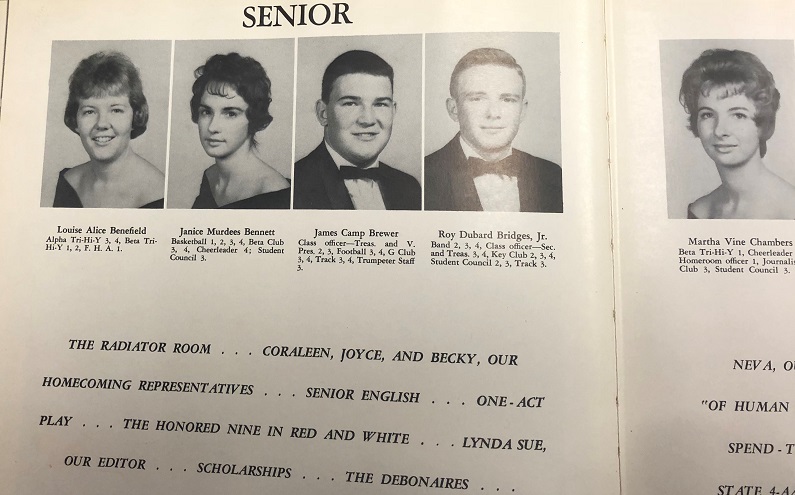 SENIOR
Louise Alice Benefield
Alpha Tri-Hi-Y 3, 4, Beta Tri-
Hi-Y 1, 2, F. H. A. 1.
Janice Murdees Bennett
Basketball 1, 2, 3, 4, Beta Club
3, 4, Cheerleader 4; Student
Council 3.
James Camp Brewer
Class officer—Treas. and V.
Pres. 2, 3, Football 3, 4, G Club
3, 4, Track 3, 4, Trumpeter Staff
3.
Roy Dubard Bridges, Jr.
Band 2, 3, 4, Class officer—Sec.
and Treas. 3, 4, Key Club 2, 3, 4,
Student Council 2, 3, Track 3.
THE RADIATOR ROOM . . . CORALEEN, JOYCE, AND BECKY, OUR
HOMECOMING REPRESENTATIVES . . . SENIOR ENGLISH . . . ONE-ACT
PLAY . . . THE HONORED NINE IN RED AND WHITE . . . LYNDA SUE,
OUR EDITOR . . . SCHOLARSHIPS . . . THE DEBONAIRES . . .
Martha Vine Chambers
Beta Tri-Hi-Y 1, Cheerleader
Homeroom officer 1, Journalis
Club 3, Student Council 3.
NEVA, OU
"OF HUMAN
SPEND-T
STATE 4-A